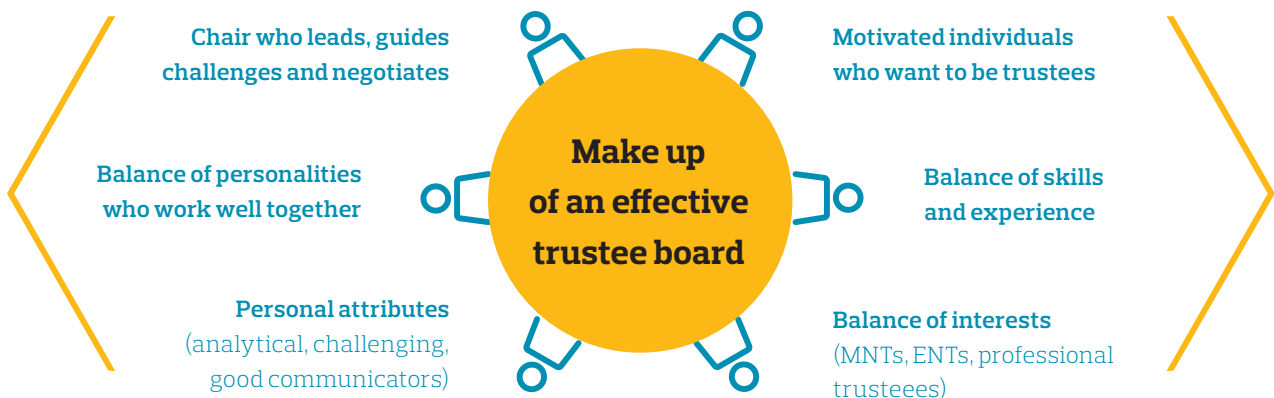 Chair who leads, guides
challenges and negotiates
Balance of personalities
who work well together
Personal attributes
(analytical, challenging,
good communicators)
Make up
of an effective
trustee board
Motivated individuals
who want to be trustees
Balance of skills
and experience
Balance of interests
(MNTs, ENTs, professional
trusteees)